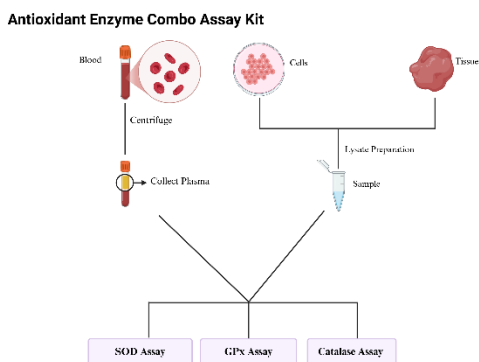 Antioxidant Enzyme Combo Assay Kit
Blood
Cells
Tissue
Centrifuge
Lysate Preparation
Collect Plasma
Sample
SOD Assay
GPx Assay
Catalase Assay